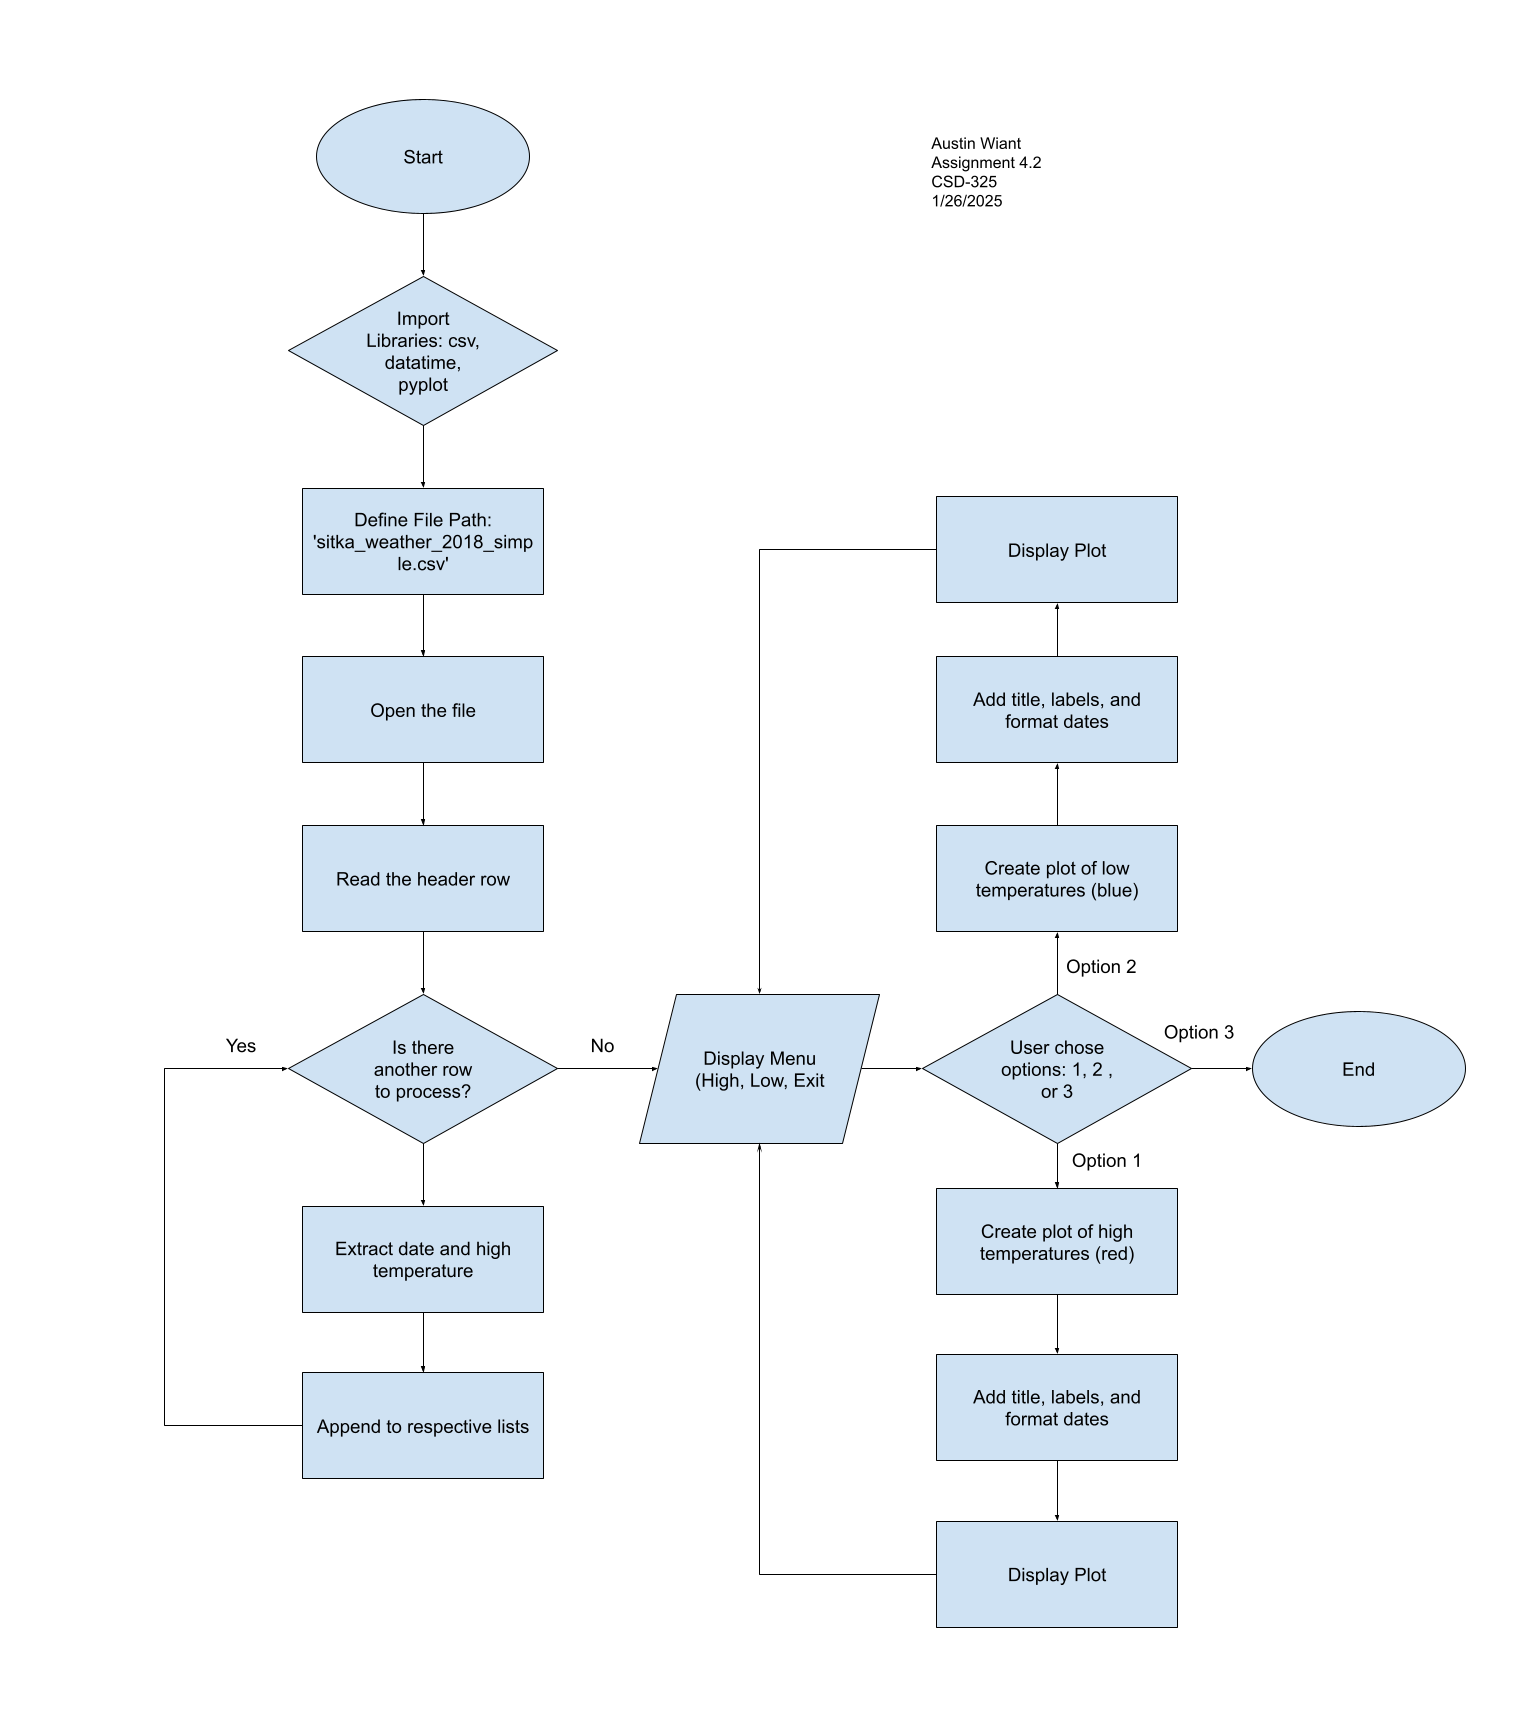 Start
Austin Wiant
Assignment 4.2
CSD-325
1/26/2025
Import
Libraries: csv,
datatime,
pyplot
Define File Path:
'sitka_weather_2018_simp
le.csv'
Open the file
Read the header row
Is there
another row
to process?
Yes
No
Extract date and high
temperature
Append to respective lists
Display Menu
(High, Low, Exit
User chose
options: 1, 2 ,
or 3
Option 2
Create plot of low
temperatures (blue)
Add title, labels, and
format dates
Display Plot
Option 3
End
Option 1
Create plot of high
temperatures (red)
Add title, labels, and
format dates
Display Plot